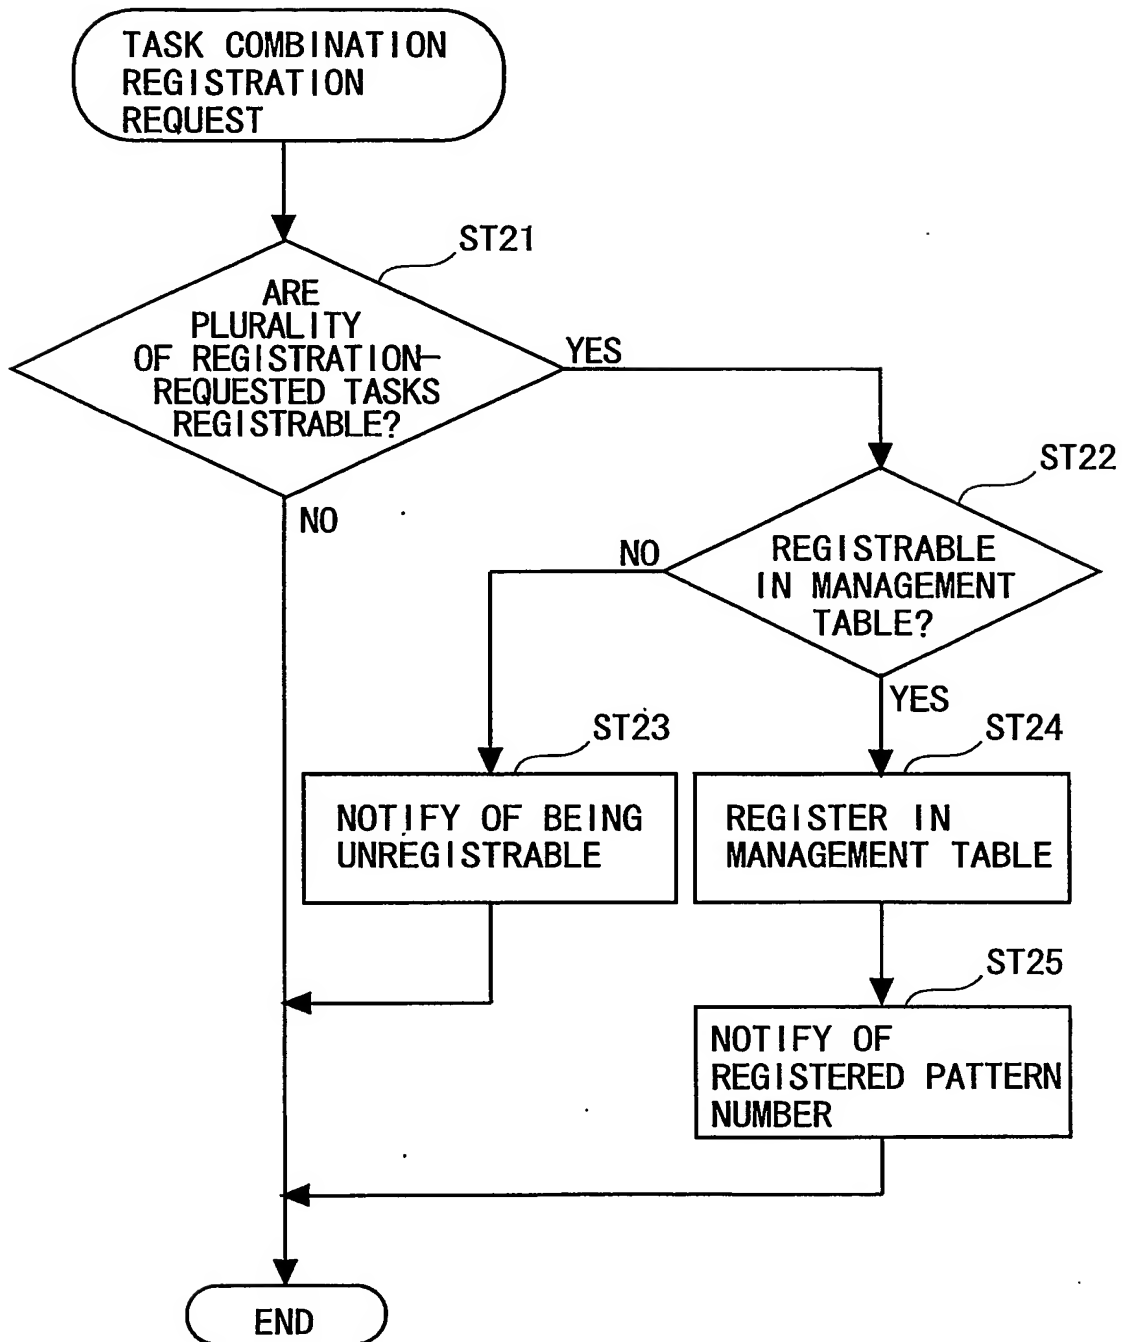 TASK COMBINATION
REGISTRATION
REQUEST
ST21
ARE
PLURALITY
OF REGISTRATION-
REQUESTED TASKS
REGISTRABLE?
YES
NO
ST22
REGISTRABLE
IN MANAGEMENT
TABLE?
NO
YES
ST23
NOTIFY OF BEING
UNREGISTRABLE
ST24
REGISTER IN
MANAGEMENT TABLE
ST25
NOTIFY OF
REGISTERED PATTERN
NUMBER
END